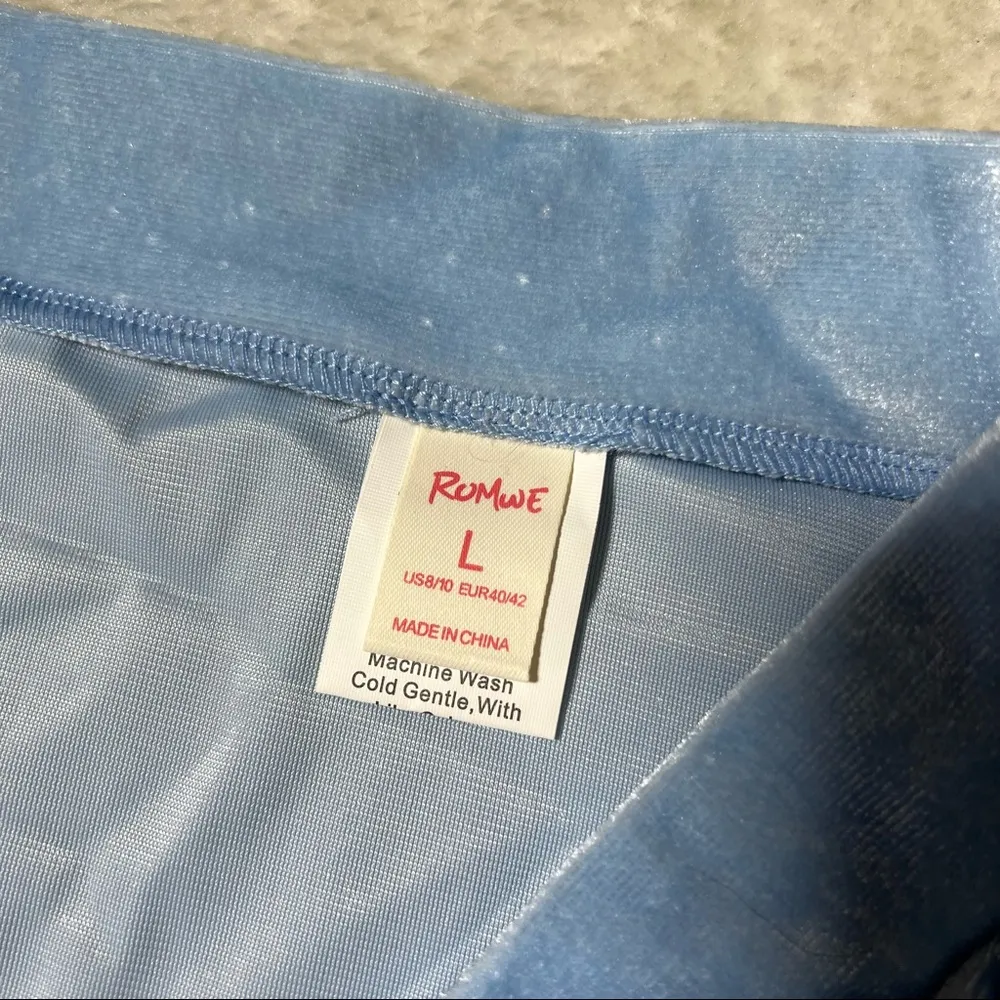 ROMWE
L
US8/10 EUR40/42
MADE IN CHINA
Machine Wash
Cold Gentle, With